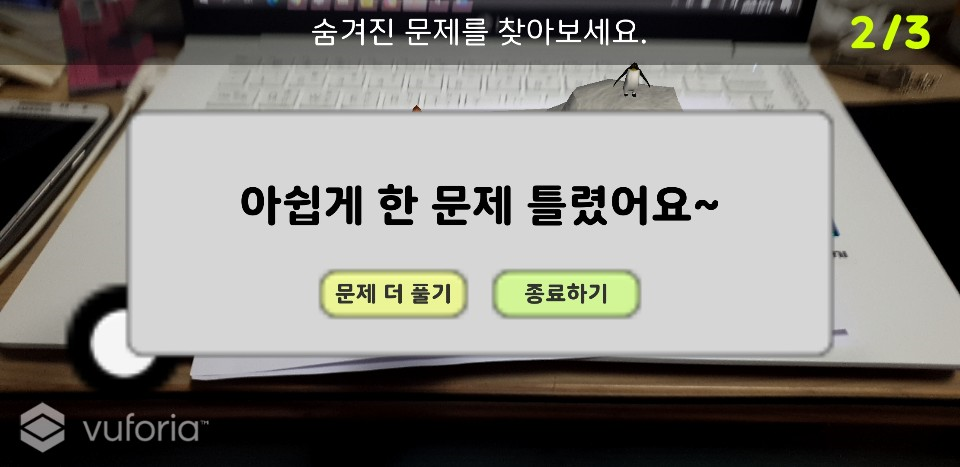 숨겨진 문제를 찾아보세요.
2/3
아쉽게 한 문제 틀렸어요~
문제 더 풀기
종료하기
vuforia™